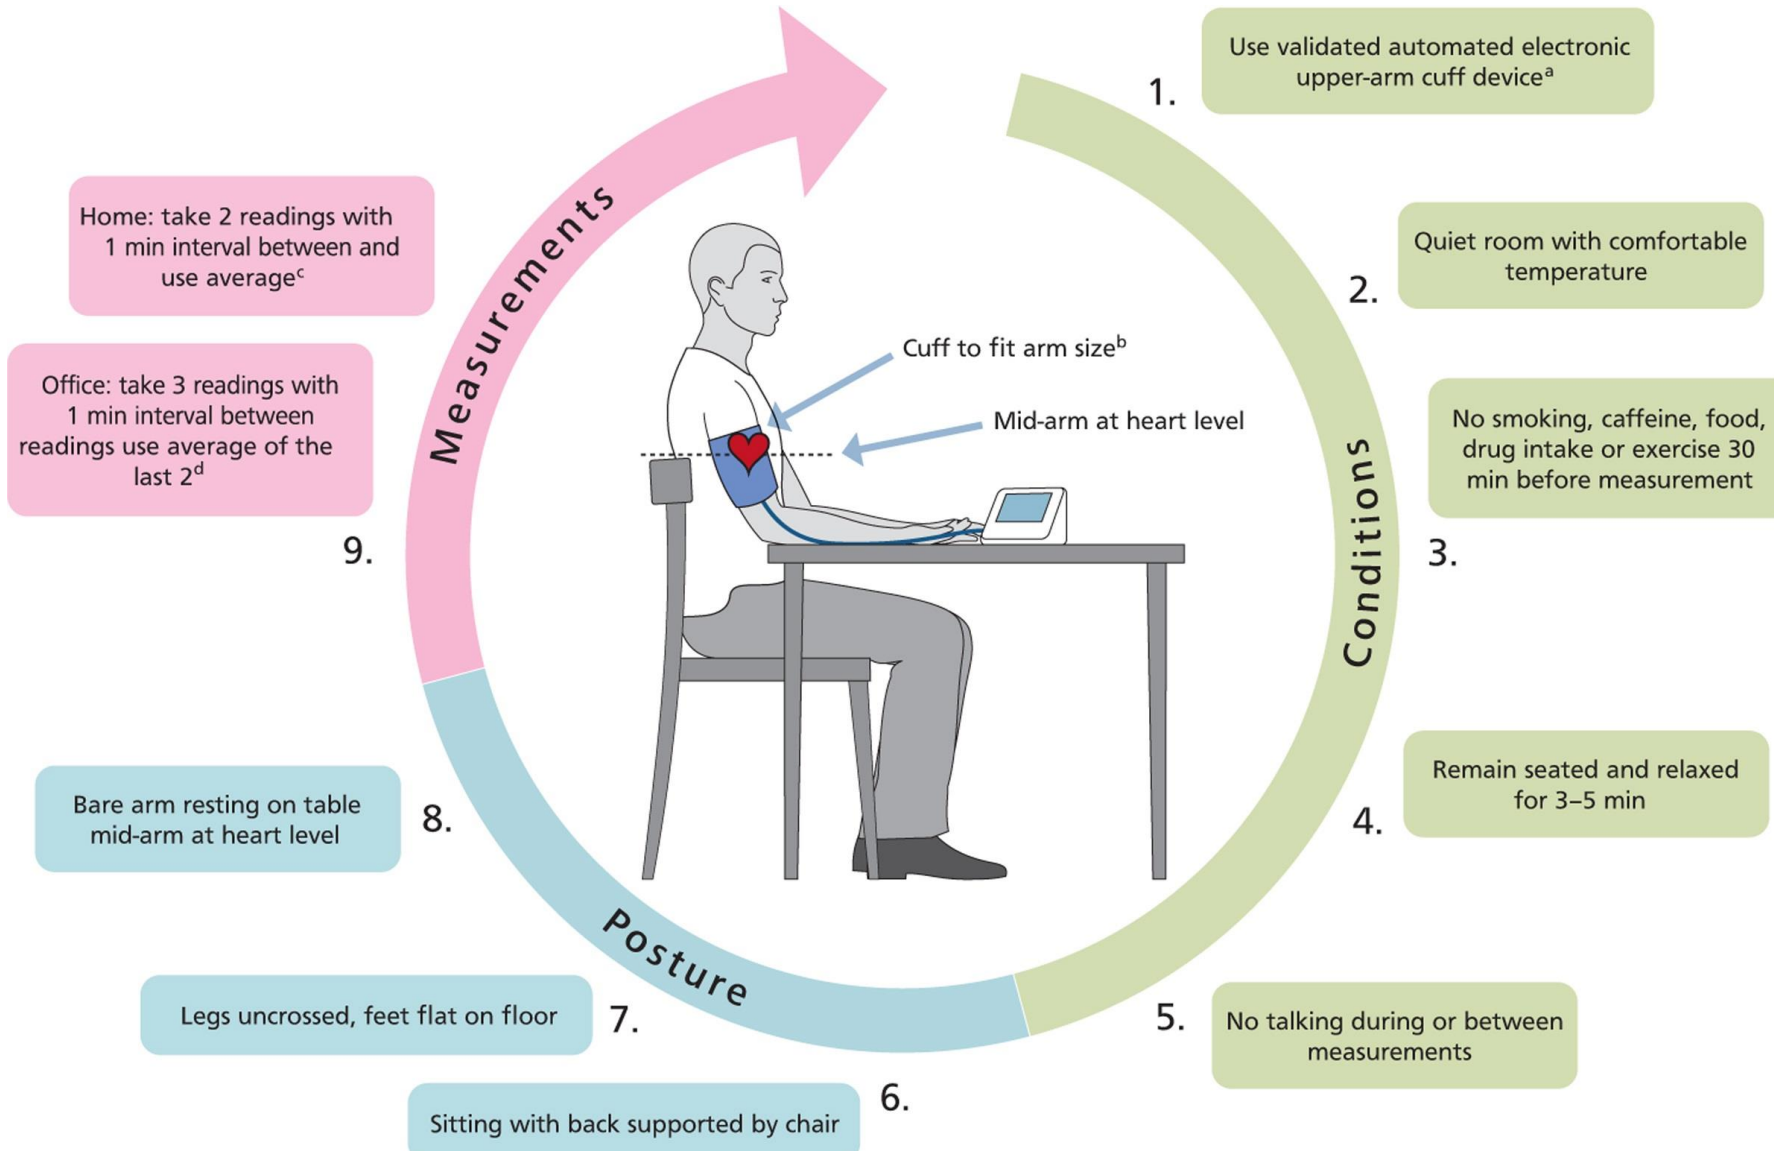 1.
Use validated automated electronic
upper-arm cuff deviceᵃ
2.
Quiet room with comfortable
temperature
No smoking, caffeine, food,
drug intake or exercise 30
min before measurement
3.
Conditions
Remain seated and relaxed
for 3–5 min
4.
5.
No talking during or between
measurements
6.
Sitting with back supported by chair
Posture
Legs uncrossed, feet flat on floor
7.
Bare arm resting on table
mid-arm at heart level
8.
Measurements
Home: take 2 readings with
1 min interval between and
use averageᶜ
Office: take 3 readings with
1 min interval between
readings use average of the
last 2ᵈ
9.
Cuff to fit arm sizeᵇ
Mid-arm at heart level